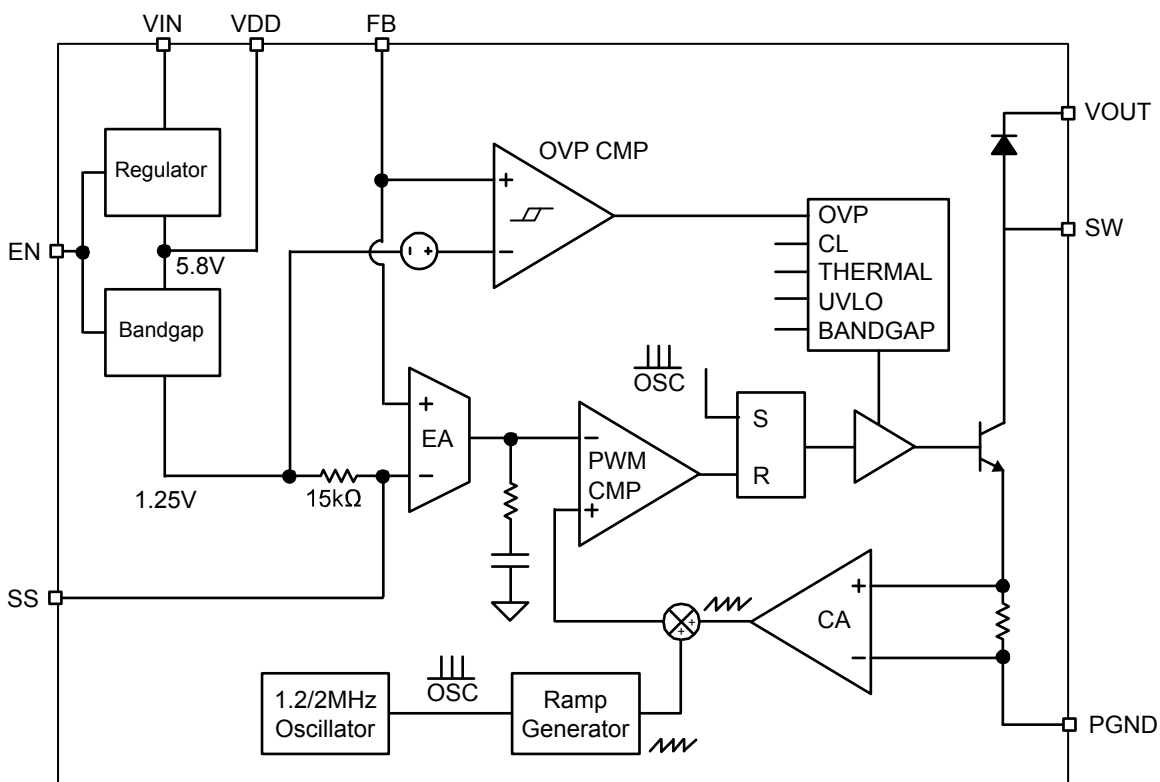 VIN
VDD
FB
VOUT
OVP CMP
Regulator
+
OVP
SW
CL
EN
5.8V
- +
−
THERMAL
UVLO
Bandgap
BANDGAP
OSC
+
S
EA
−
PWM
CMP
R
−
1.25V
15kΩ
+
SS
+
CA
+
+
−
OSC
1.2/2MHz
Oscillator
Ramp
Generator
PGND